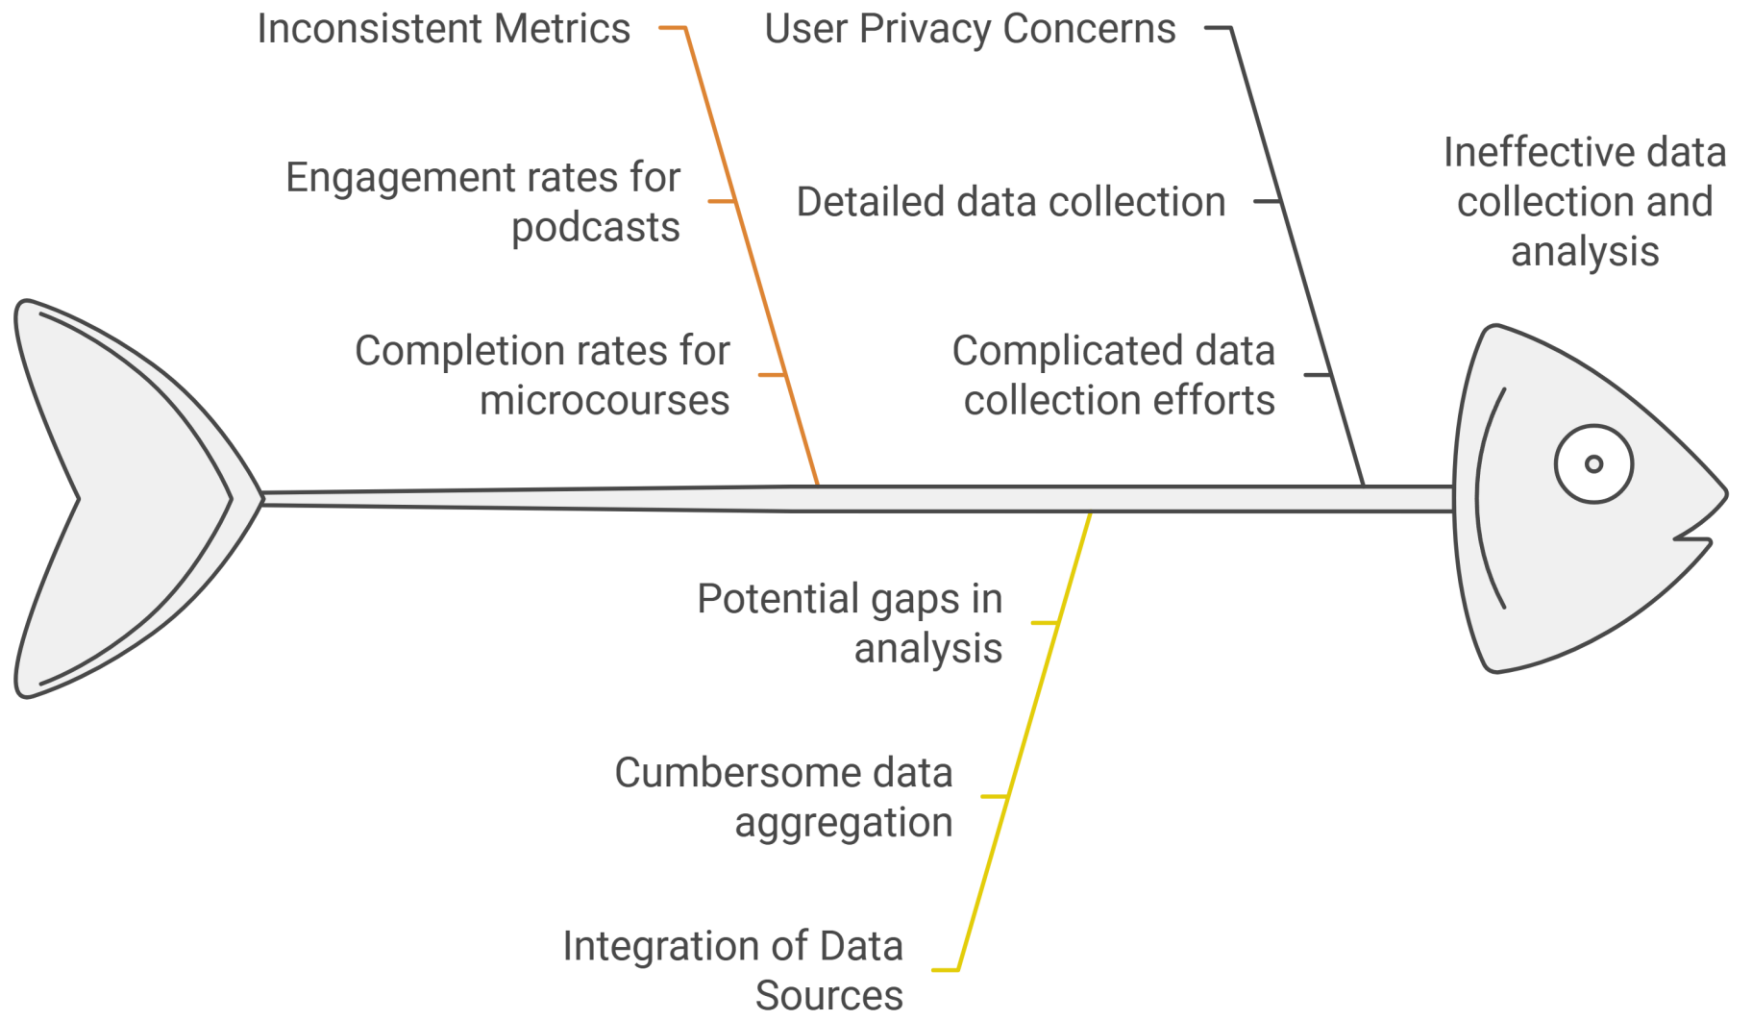 Inconsistent Metrics
User Privacy Concerns
Engagement rates for
podcasts
Detailed data collection
Ineffective data
collection and
analysis
Completion rates for
microcourses
Complicated data
collection efforts
Potential gaps in
analysis
Cumbersome data
aggregation
Integration of Data
Sources